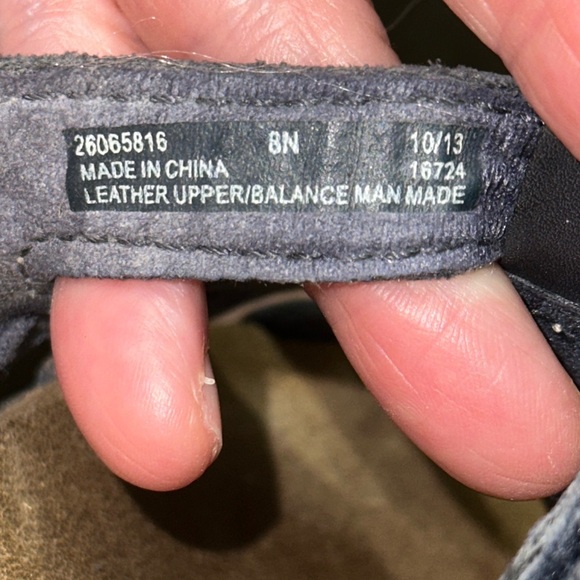 26065816 8N 10/13
MADE IN CHINA 16724
LEATHER UPPER/BALANCE MAN MADE